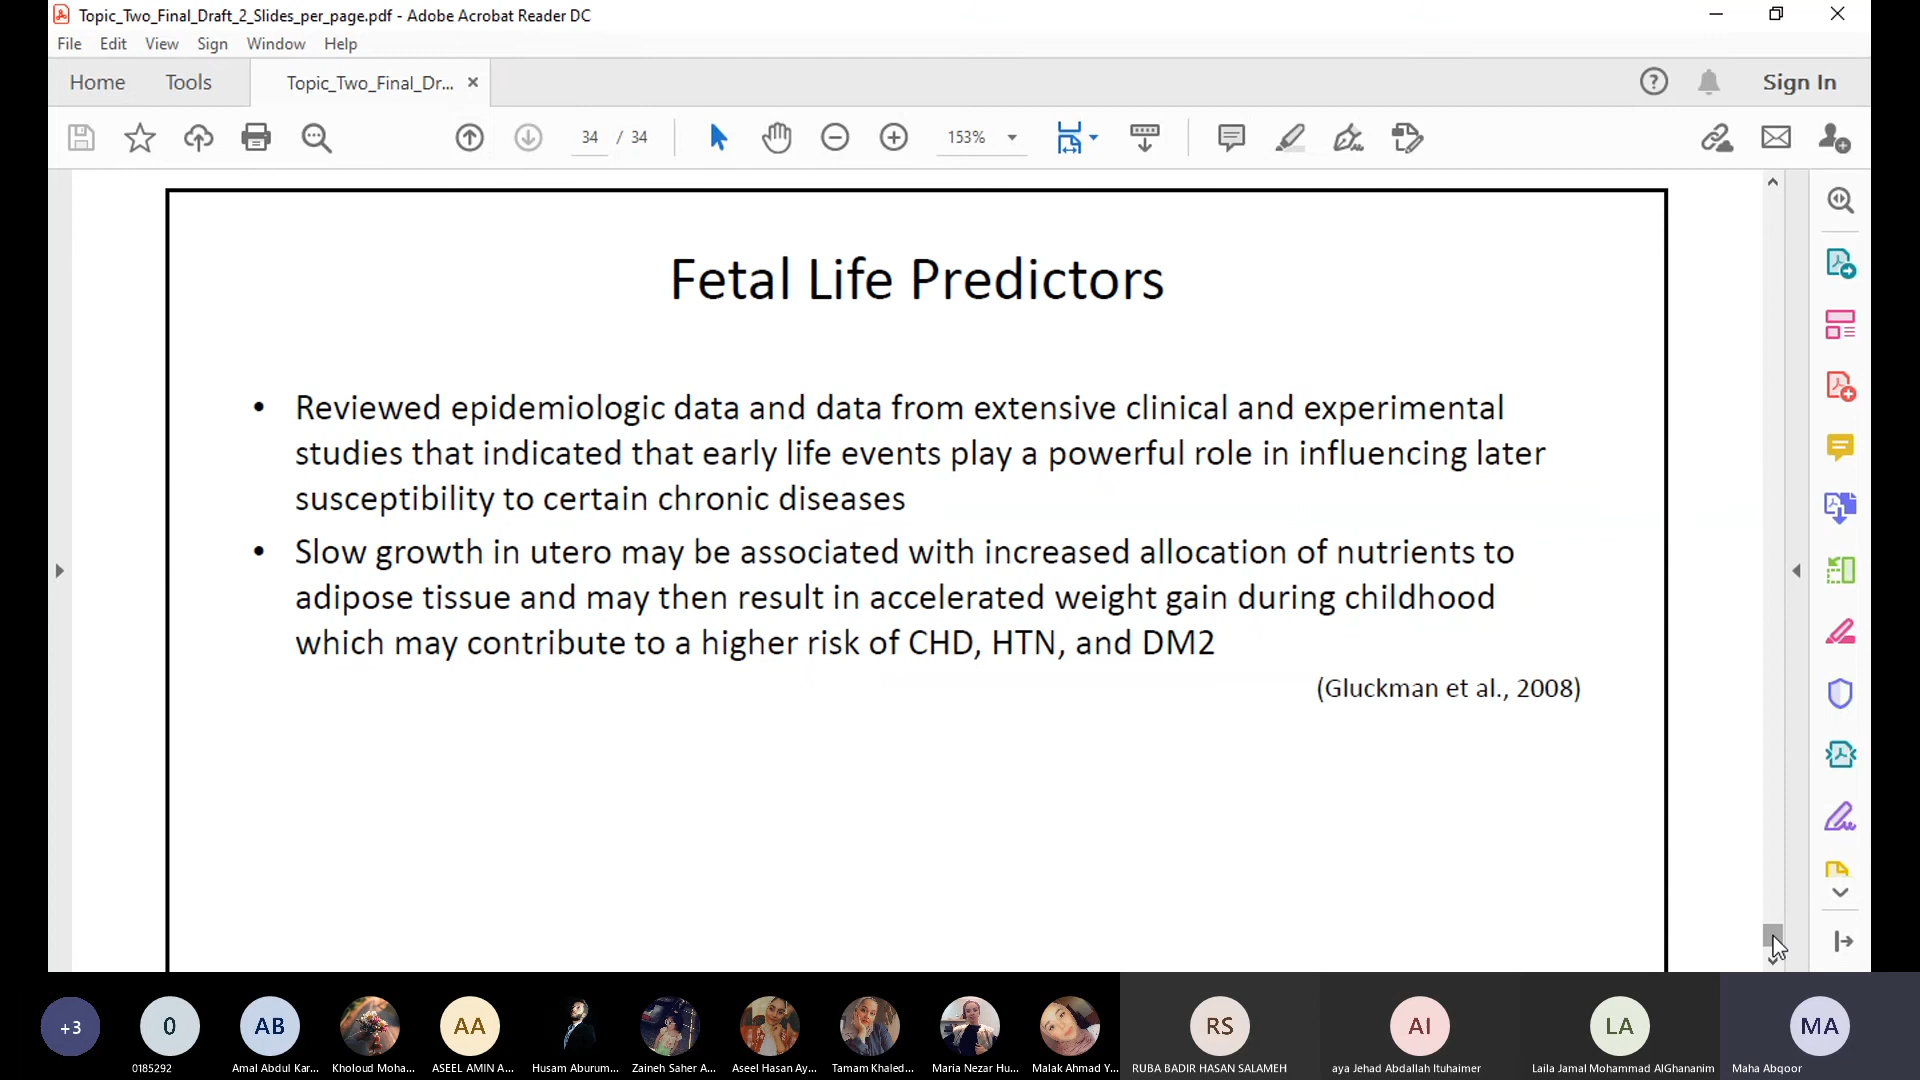 Topic_Two_Final_Draft_2_Slides_per_page.pdf - Adobe Acrobat Reader DC
File Edit View Sign Window Help
Home Tools Topic_Two_Final_Dr... × Sign In
34 / 34 153%
Fetal Life Predictors
• Reviewed epidemiologic data and data from extensive clinical and experimental
studies that indicated that early life events play a powerful role in influencing later
susceptibility to certain chronic diseases
• Slow growth in utero may be associated with increased allocation of nutrients to
adipose tissue and may then result in accelerated weight gain during childhood
which may contribute to a higher risk of CHD, HTN, and DM2
(Gluckman et al., 2008)
+3 0 AB AA RS AI LA MA
0185292 Amal Abdul Kar... Kholoud Moha... ASEEL AMIN A... Husam Aburum... Zaineh Saher A... Aseel Hasan Ay... Tamam Khaled... Maria Nezar Hu... Malak Ahmad Y... RUBA BADIR HASAN SALAMEH aya Jehad Abdallah Ituhaimer Laila Jamal Mohammad AlGhananim Maha Abqoor